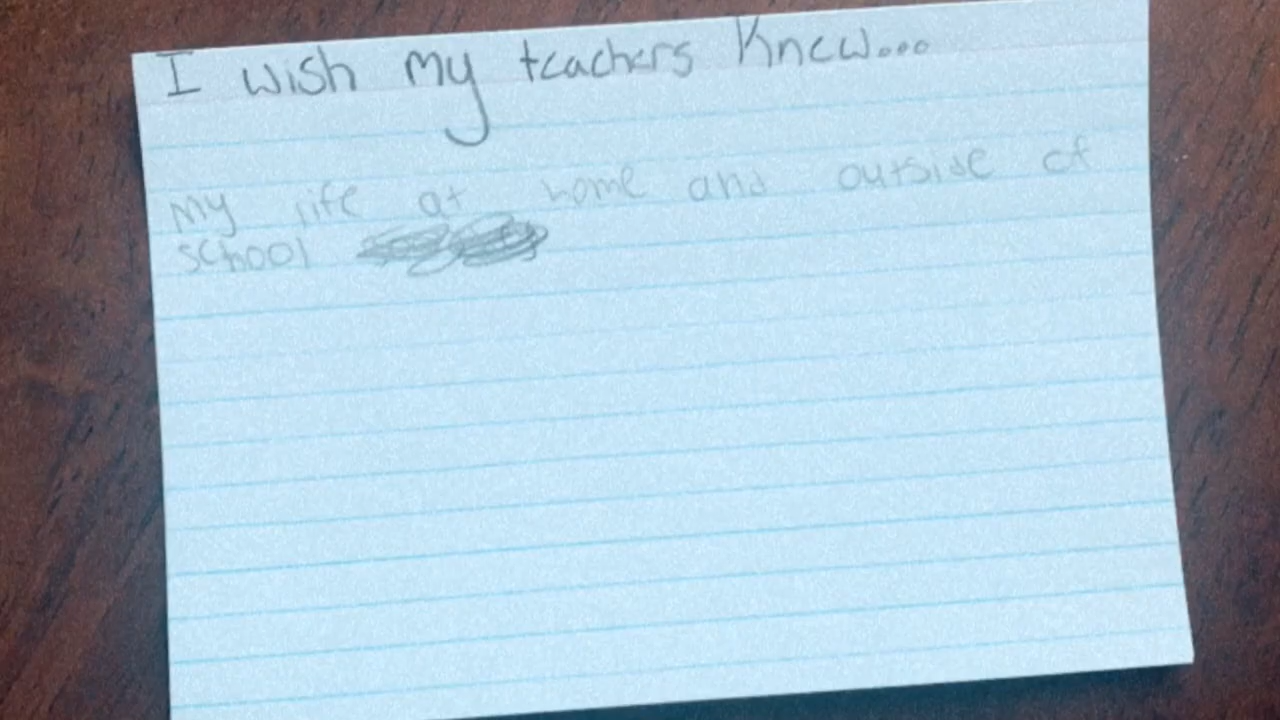 I wish my teachers Knew...
My life at home and outside of
school